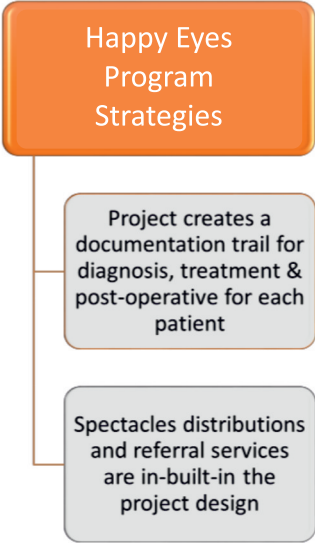 Happy Eyes
Program
Strategies
Project creates a
documentation trail for
diagnosis, treatment &
post-operative for each
patient
Spectacles distributions
and referral services
are in-built-in the
project design